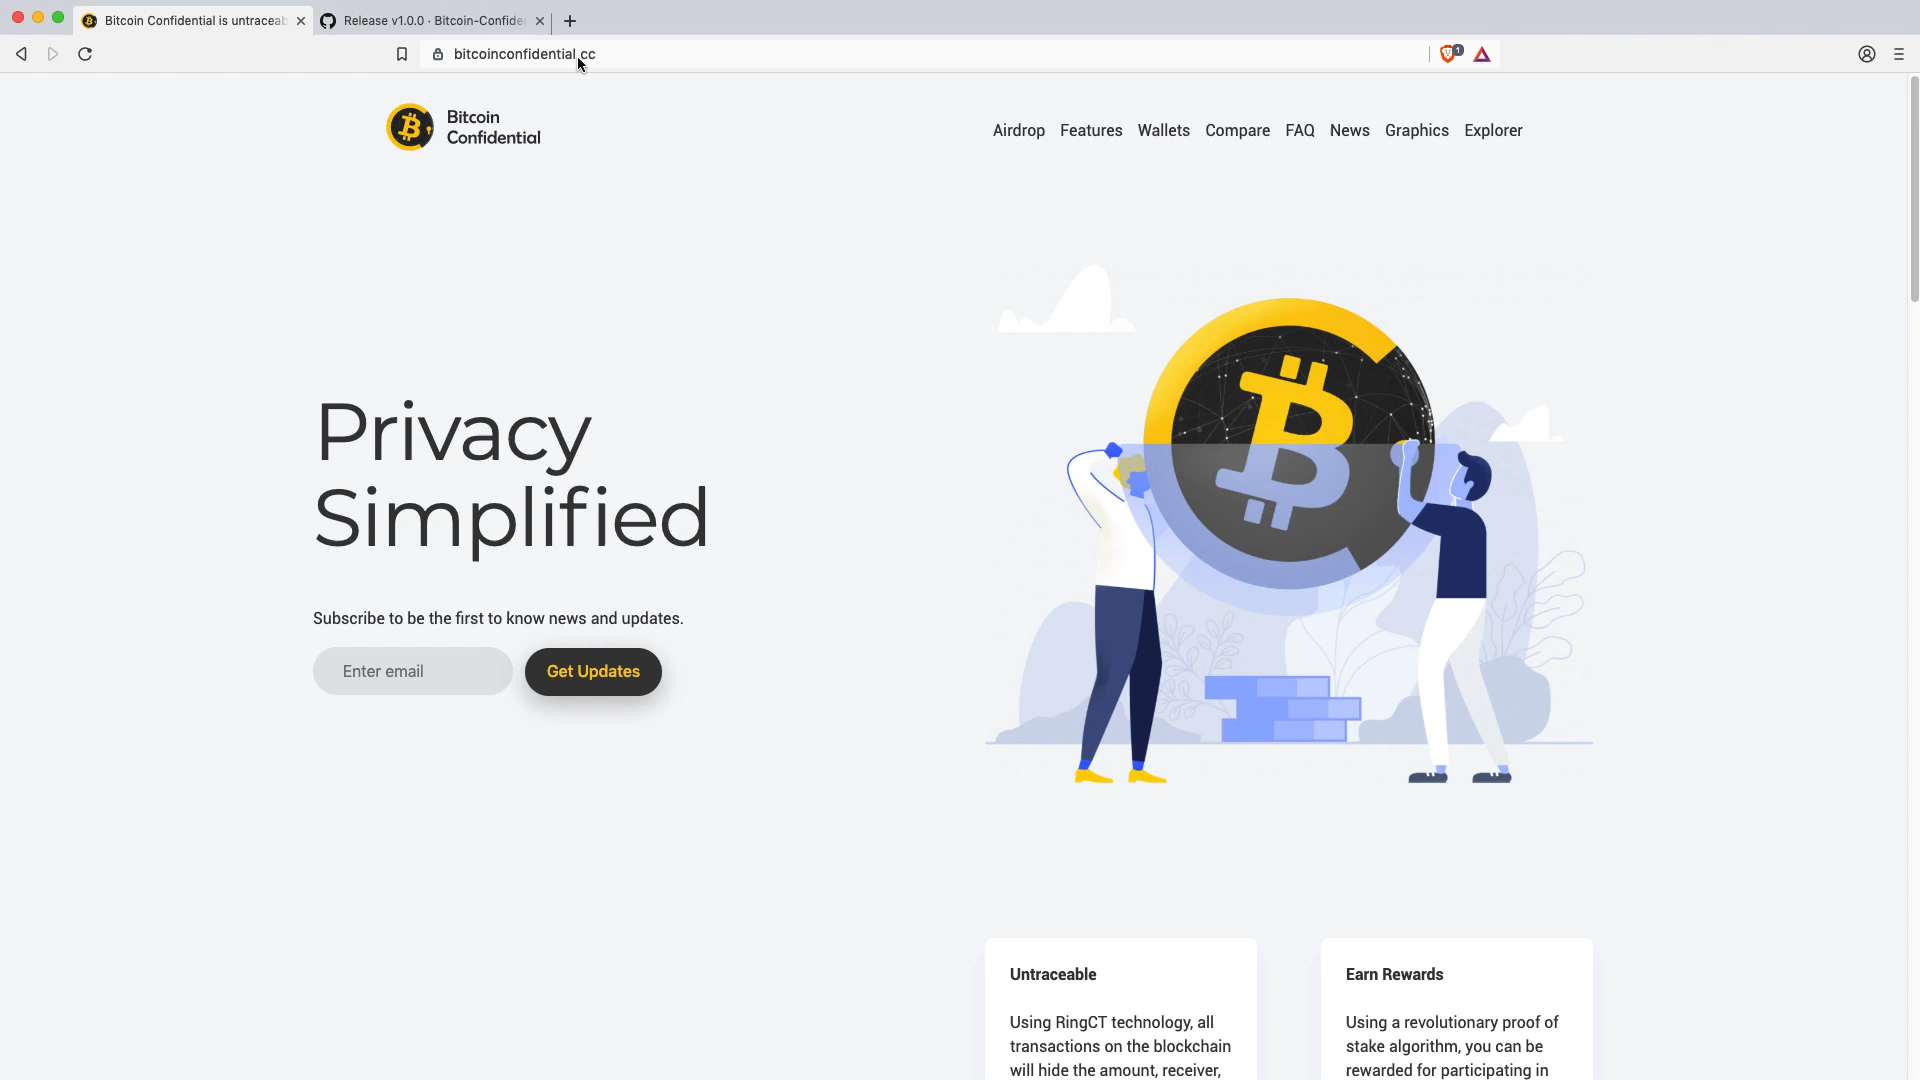 Bitcoin Confidential is untraceab
Release v1.0.0 · Bitcoin-Confide
bitcoinconfidential.cc
1
Bitcoin
Confidential
Airdrop Features Wallets Compare FAQ News Graphics Explorer
Privacy
Simplified
Subscribe to be the first to know news and updates.
Enter email
Get Updates
Untraceable
Using RingCT technology, all
transactions on the blockchain
will hide the amount, receiver,
Earn Rewards
Using a revolutionary proof of
stake algorithm, you can be
rewarded for participating in